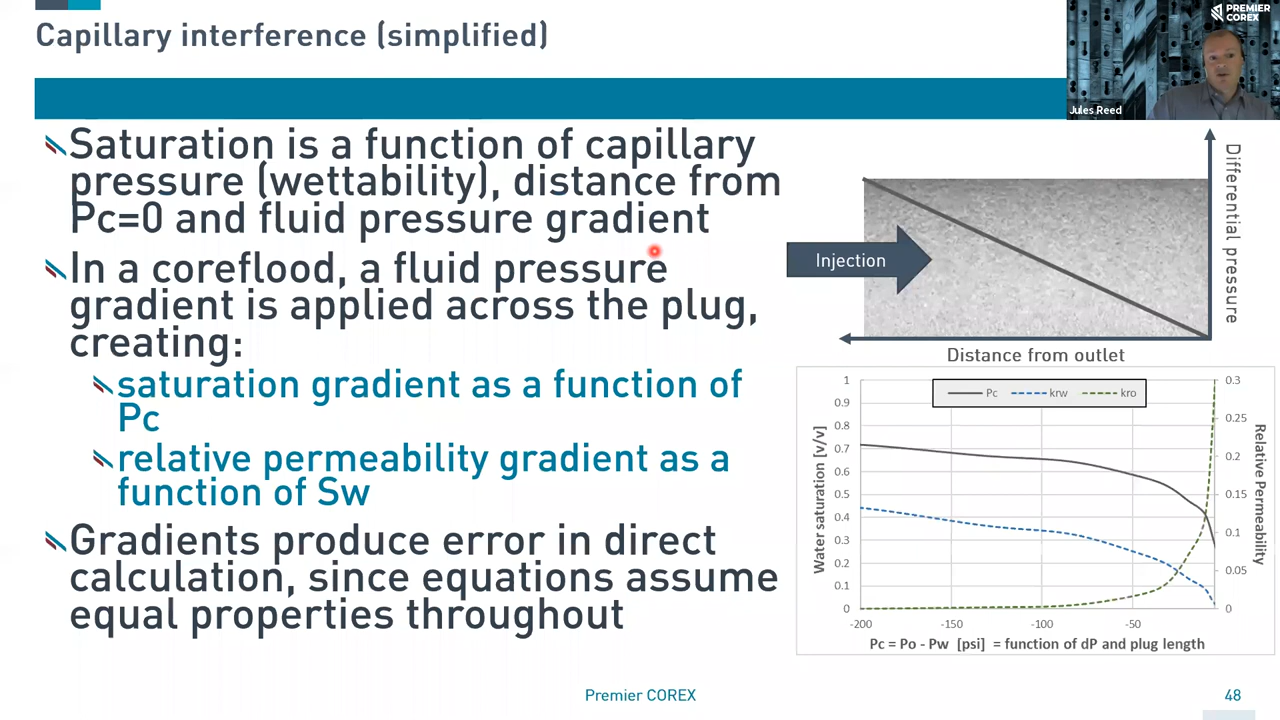 Capillary interference (simplified)
PREMIER
COREX
Jules Reed
Saturation is a function of capillary
pressure (wettability), distance from
Pc=0 and fluid pressure gradient
In a coreflood, a fluid pressure
gradient is applied across the plug,
creating:
saturation gradient as a function of
Pc
relative permeability gradient as a
function of Sw
Gradients produce error in direct
calculation, since equations assume
equal properties throughout
Injection
Differential pressure
Distance from outlet
Pc krw kro
Water saturation [v/v]
1
0.9
0.8
0.7
0.6
0.5
0.4
0.3
0.2
0.1
0
0.3
0.25
0.2
0.15
0.1
0.05
0
Relative Permeability
-200 -150 -100 -50
Pc = Po - Pw [psi] = function of dP and plug length
Premier COREX
48